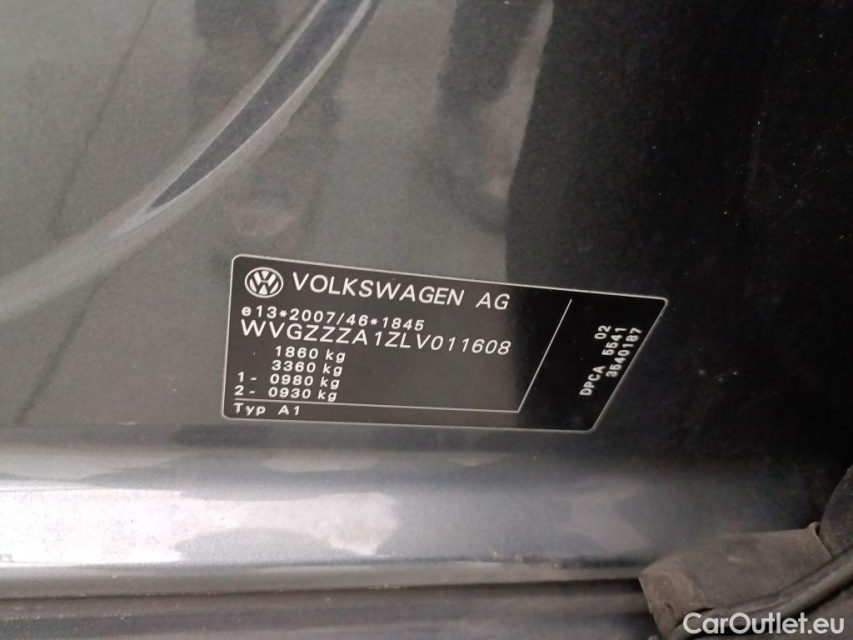 VOLKSWAGEN AG
e13*2007/46*1845
WVGZZZA1ZLV011608
1860 kg
3360 kg
1- 0980 kg
2- 0930 kg
Typ A1
02
DPCA 5541
3540187
CarOutlet.eu